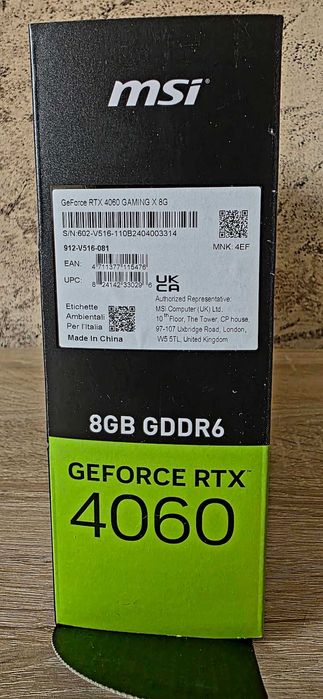 msi
GeForce RTX 4060 GAMING X 8G
S/N:602-V516-110B2404003314
912-V516-081
MNK: 4EF
EAN:
4 711377 115476
UPC:
8 24142 33029 6
UK
CA
Etichette
Ambientali
Per l'Italia
Made In China
Authorized Representative:
MSI Computer (UK) Ltd.
10th Floor, The Tower, CP house,
97-107 Uxbridge Road, London,
W5 5TL, United Kingdom
8GB GDDR6
GEFORCE RTX™
4060